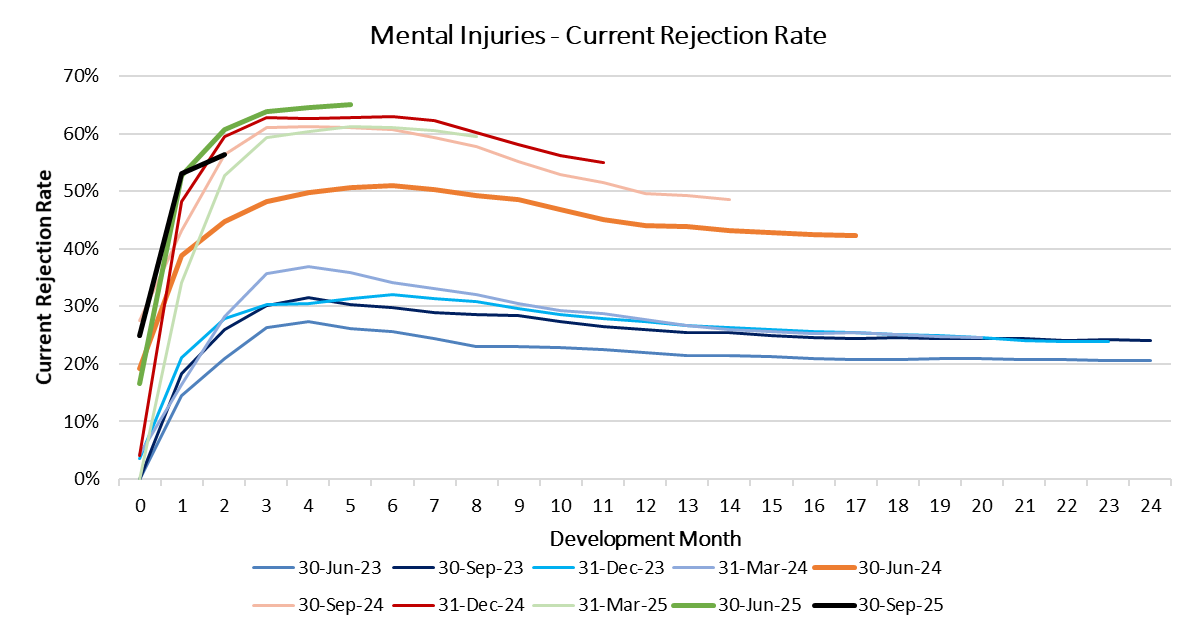 Mental Injuries - Current Rejection Rate
Current Rejection Rate
70%
60%
50%
40%
30%
20%
10%
0%
0 1 2 3 4 5 6 7 8 9 10 11 12 13 14 15 16 17 18 19 20 21 22 23 24
Development Month
30-Jun-23 30-Sep-23 31-Dec-23 31-Mar-24 30-Jun-24
30-Sep-24 31-Dec-24 31-Mar-25 30-Jun-25 30-Sep-25